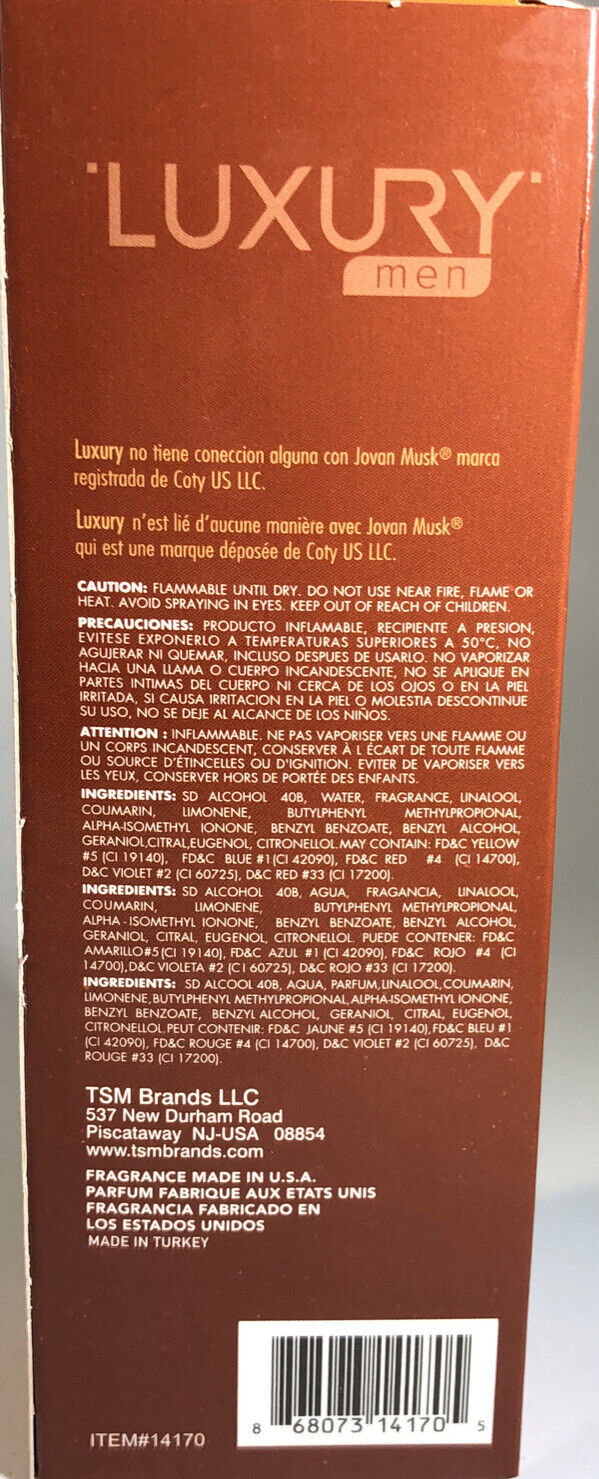 LUXURY
men
Luxury no tiene coneccion alguna con Jovan Musk® marca
registrada de Coty US LLC.
Luxury n'est lié d'aucune manière avec Jovan Musk®
qui est une marque déposée de Coty US LLC.
CAUTION: FLAMMABLE UNTIL DRY. DO NOT USE NEAR FIRE, FLAME OR
HEAT. AVOID SPRAYING IN EYES. KEEP OUT OF REACH OF CHILDREN.
PRECAUCIONES: PRODUCTO INFLAMABLE, RECIPIENTE A PRESION,
EVITESE EXPONERLO A TEMPERATURAS SUPERIORES A 50°C, NO
AGUJERAR NI QUEMAR, INCLUSO DESPUES DE USARLO. NO VAPORIZAR
HACIA UNA LLAMA O CUERPO INCANDESCENTE, NO SE APLIQUE EN
PARTES INTIMAS DEL CUERPO NI CERCA DE LOS OJOS O EN LA PIEL
IRRITADA, SI CAUSA IRRITACION EN LA PIEL O MOLESTIA DESCONTINUE
SU USO, NO SE DEJE AL ALCANCE DE LOS NIÑOS.
ATTENTION : INFLAMMABLE. NE PAS VAPORISER VERS UNE FLAMME OU
UN CORPS INCANDESCENT, CONSERVER À L ÉCART DE TOUTE FLAMME
OU SOURCE D'ÉTINCELLES OU D'IGNITION. EVITER DE VAPORISER VERS
LES YEUX, CONSERVER HORS DE PORTÉE DES ENFANTS.
INGREDIENTS: SD ALCOHOL 40B, WATER, FRAGRANCE, LINALOOL,
COUMARIN, LIMONENE, BUTYLPHENYL METHYLPROPIONAL,
ALPHA-ISOMETHYL IONONE, BENZYL BENZOATE, BENZYL ALCOHOL,
GERANIOL,CITRAL,EUGENOL, CITRONELLOL. MAY CONTAIN: FD&C YELLOW
#5 (CI 19140), FD&C BLUE #1(CI 42090), FD&C RED #4 (CI 14700),
D&C VIOLET #2 (CI 60725), D&C RED #33 (CI 17200).
INGREDIENTS: SD ALCOHOL 40B, AGUA, FRAGANCIA, LINALOOL,
COUMARIN, LIMONENE, BUTYLPHENYL METHYLPROPIONAL,
ALPHA - ISOMETHYL IONONE, BENZYL BENZOATE, BENZYL ALCOHOL,
GERANIOL, CITRAL, EUGENOL, CITRONELLOL. PUEDE CONTENER: FD&C
AMARILLO#5 (CI 19140), FD&C AZUL #1 (CI 42090), FD&C ROJO #4 (CI
14700),D&C VIOLETA #2 (CI 60725), D&C ROJO #33 (CI 17200).
INGREDIENTS: SD ALCOOL 40B, AQUA, PARFUM,LINALOOL,COUMARIN,
LIMONENE,BUTYLPHENYL METHYLPROPIONAL,ALPHA-ISOMETHYL IONONE,
BENZYL BENZOATE, BENZYL ALCOHOL, GERANIOL, CITRAL, EUGENOL,
CITRONELLOL.PEUT CONTENIR: FD&C JAUNE #5 (CI 19140),FD&C BLEU #1
(CI 42090), FD&C ROUGE #4 (CI 14700), D&C VIOLET #2 (CI 60725), D&C
ROUGE #33 (CI 17200).
TSM Brands LLC
537 New Durham Road
Piscataway NJ-USA 08854
www.tsmbrands.com
FRAGRANCE MADE IN U.S.A.
PARFUM FABRIQUE AUX ETATS UNIS
FRAGRANCIA FABRICADO EN
LOS ESTADOS UNIDOS
MADE IN TURKEY
ITEM#14170
8 68073 14170 5